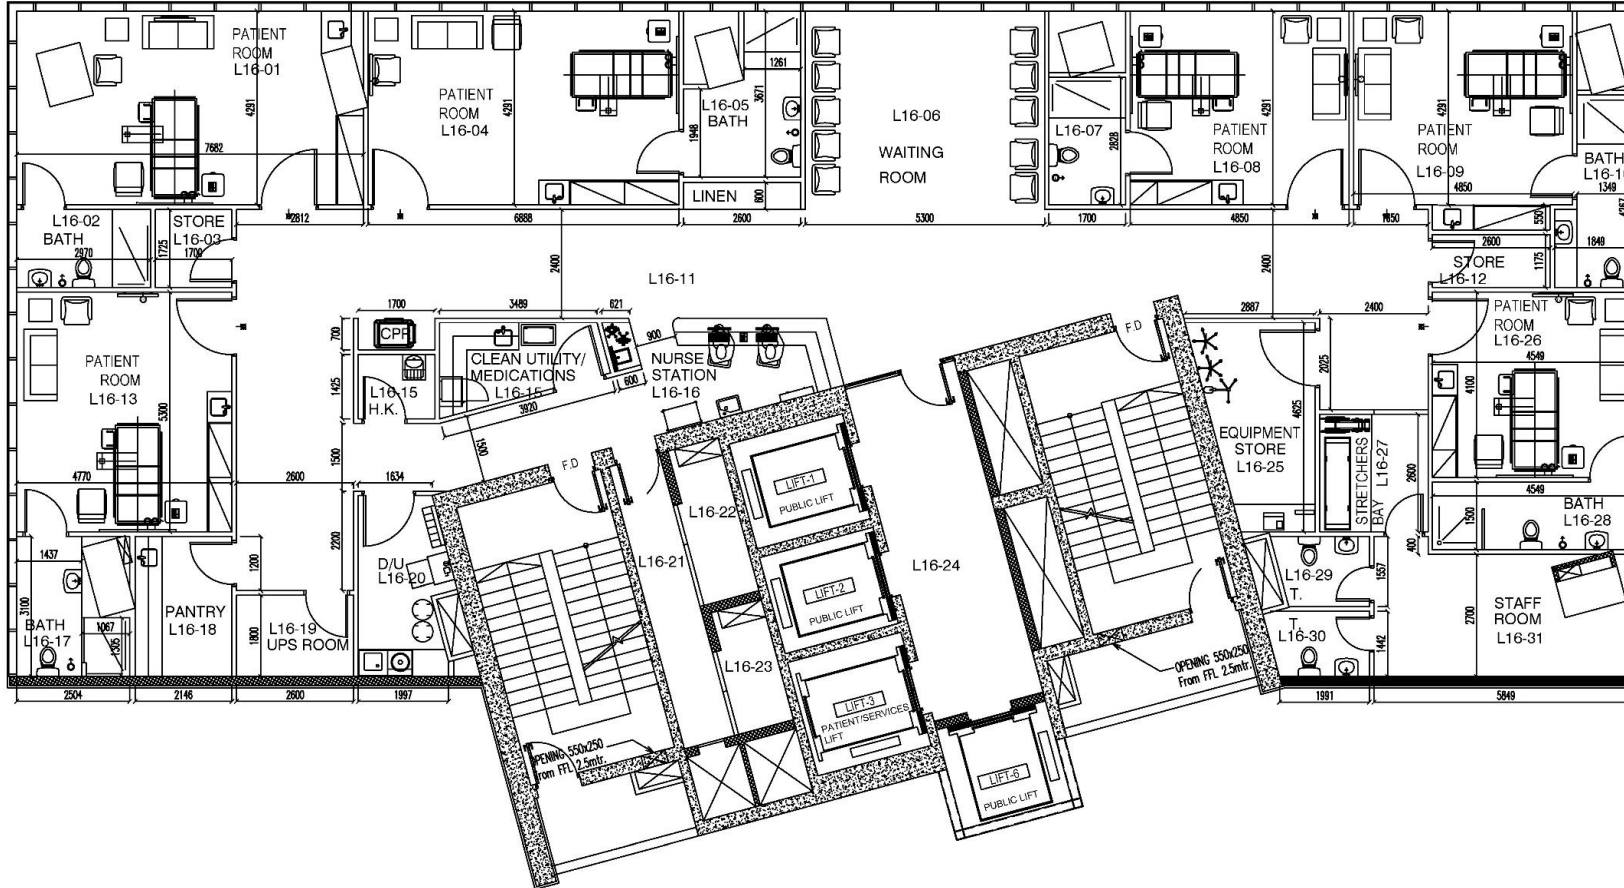 PATIENT
ROOM
L16-01
4291
7682
PATIENT
ROOM
L16-04
4291
1261
3671
L16-05
BATH
1948
LINEN
600
L16-06
WAITING
ROOM
L16-07
2828
4291
PATIENT
ROOM
L16-08
4291
PATIENT
ROOM
L16-09
4850
BATH
1349
2812
6888
2600
5300
1700
4850
1850
550
L16-02
BATH
2970
STORE
L16-03
1725
1709
2400
L16-11
2400
2600
1849
STORE
L16-12
1175
1700
3489
621
2887
2400
700
CPF
900
F.D
PATIENT
ROOM
L16-13
5300
4770
2600
1425
L16-15
H.K.
CLEAN UTILITY/
MEDICATIONS
L16-15
3920
600
NURSE
STATION
L16-16
1500
1500
1634
F.D
2025
4625
EQUIPMENT
STORE
L16-25
STRETCHERS
BAY
L16-27
2600
400
PATIENT
ROOM
L16-26
4549
4100
4549
1500
BATH
L16-28
LIFT-1
PUBLIC LIFT
L16-22
L16-21
LIFT-2
PUBLIC LIFT
L16-24
L16-23
LIFT-3
PATIENT/SERVICES
LIFT
LIFT-6
PUBLIC LIFT
1437
3100
BATH
L16-17
1067
1505
PANTRY
L16-18
1200
1800
L16-19
UPS ROOM
2200
D/U
L16-20
L16-29
T.
1557
T.
L16-30
1442
2700
STAFF
ROOM
L16-31
OPENING 550x250
From FFL 2.5mtr.
OPENING 550x250
From FFL 2.5mtr.
2504
2146
2600
1997
1991
5849